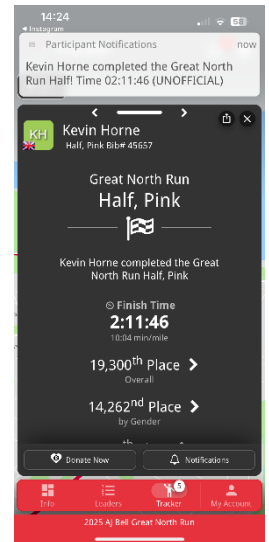 14:24
Instagram
53
Participant Notifications
now
Kevin Horne completed the Great North
Run Half! Time 02:11:46 (UNOFFICIAL)
KH
Kevin Horne
Half, Pink Bib# 45657
Great North Run
Half, Pink
Kevin Horne completed the Great
North Run Half, Pink
Finish Time
2:11:46
10:04 min/mile
19,300th Place
Overall
14,262nd Place
by Gender
Donate Now
Notifications
5
Info
Leaders
Tracker
My Account
2025 AJ Bell Great North Run